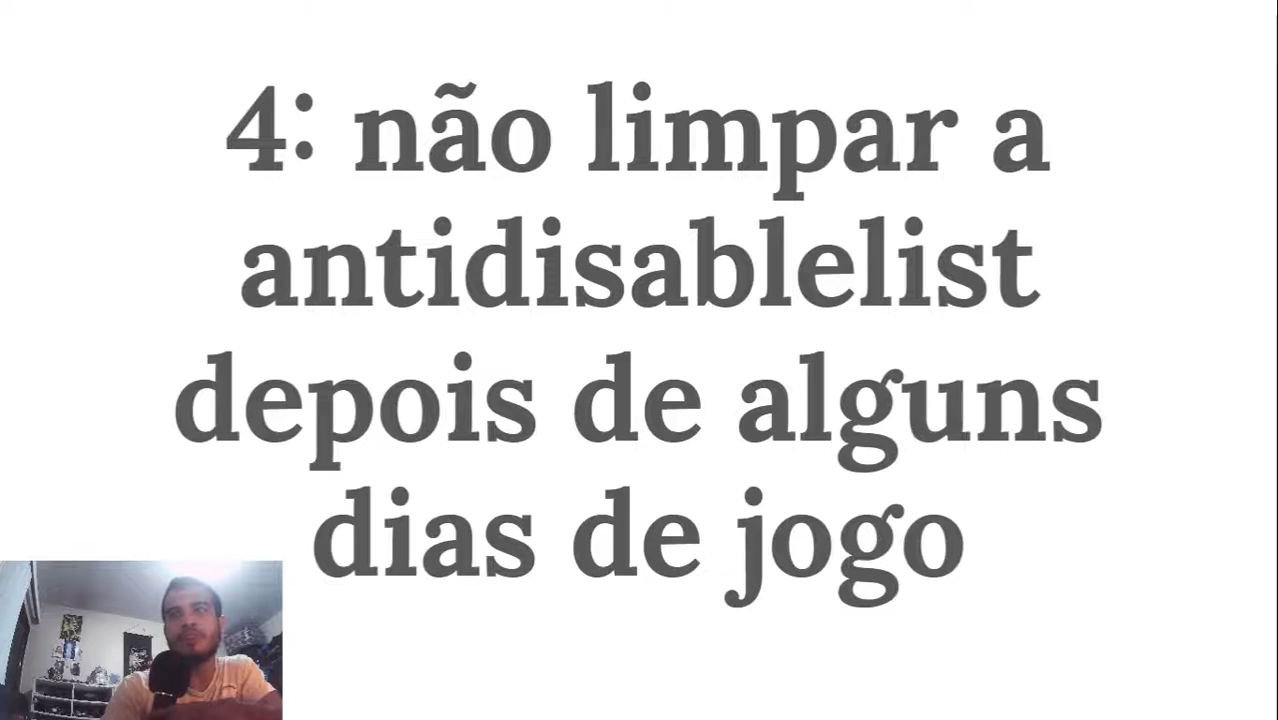 4: não limpar a
antidisablelist
depois de alguns
dias de jogo